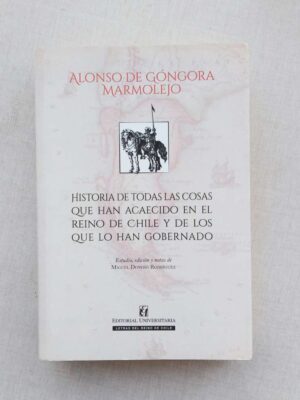 ALONSO DE GÓNGORA
MARMOLEJO
HISTORIA DE TODAS LAS COSAS
QUE HAN ACAECIDO EN EL
REINO DE CHILE Y DE LOS
QUE LO HAN GOBERNADO
Estudio, edición y notas de
MIGUEL DONOSO RODRÍGUEZ
EDITORIAL UNIVERSITARIA
LETRAS DEL REINO DE CHILE